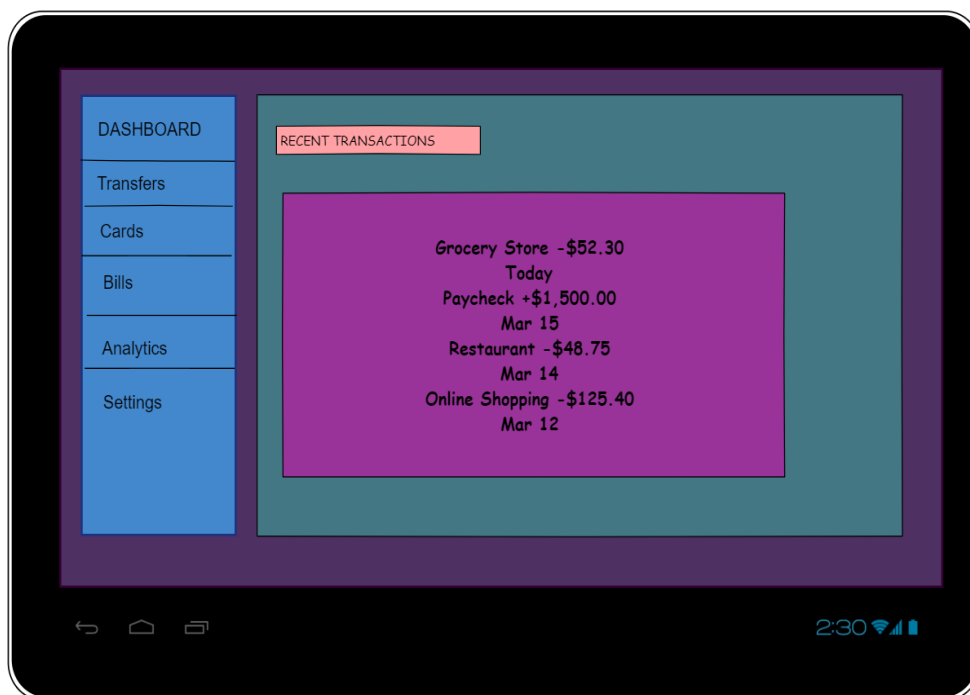 DASHBOARD
Transfers
Cards
Bills
Analytics
Settings
RECENT TRANSACTIONS
Grocery Store -$52.30
Today
Paycheck +$1,500.00
Mar 15
Restaurant -$48.75
Mar 14
Online Shopping -$125.40
Mar 12
2:30